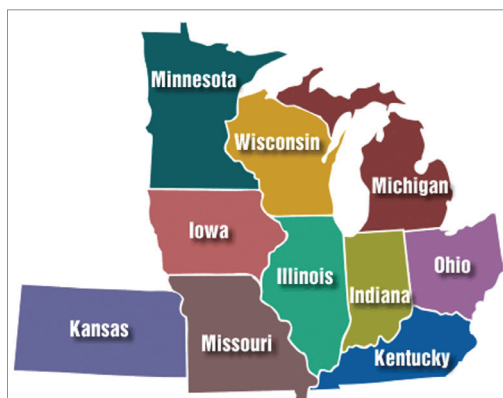 Minnesota
Wisconsin
Michigan
Iowa
Illinois
Indiana
Ohio
Kansas
Missouri
Kentucky